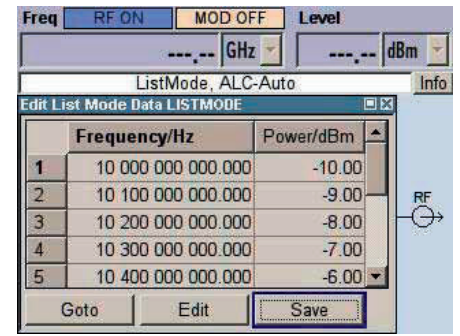 Freq RF ON MOD OFF Level
---,-- GHz ---,-- dBm
ListMode, ALC-Auto Info
Edit List Mode Data LISTMODE
Frequency/Hz Power/dBm
1 10 000 000 000.000 -10.00
2 10 100 000 000.000 -9.00
3 10 200 000 000.000 -8.00
4 10 300 000 000.000 -7.00
5 10 400 000 000.000 -6.00
RF
Goto Edit Save